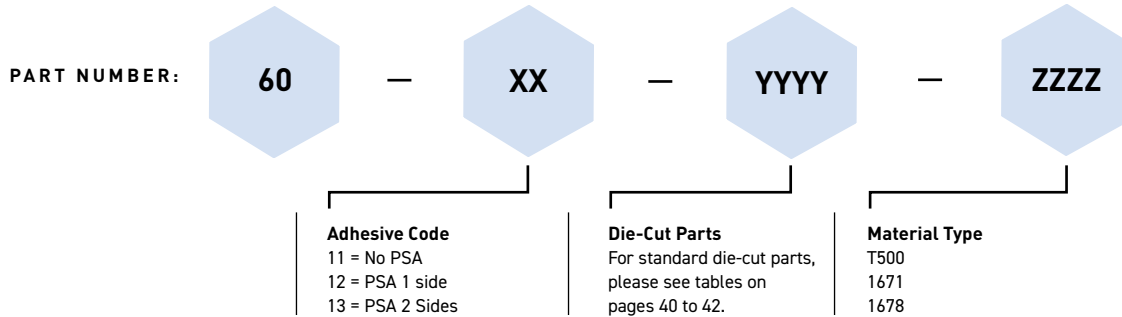 PART NUMBER: 60 — XX — YYYY — ZZZZ
Adhesive Code
11 = No PSA
12 = PSA 1 side
13 = PSA 2 Sides
Die-Cut Parts
For standard die-cut parts,
please see tables on
pages 40 to 42.
Material Type
T500
1671
1678